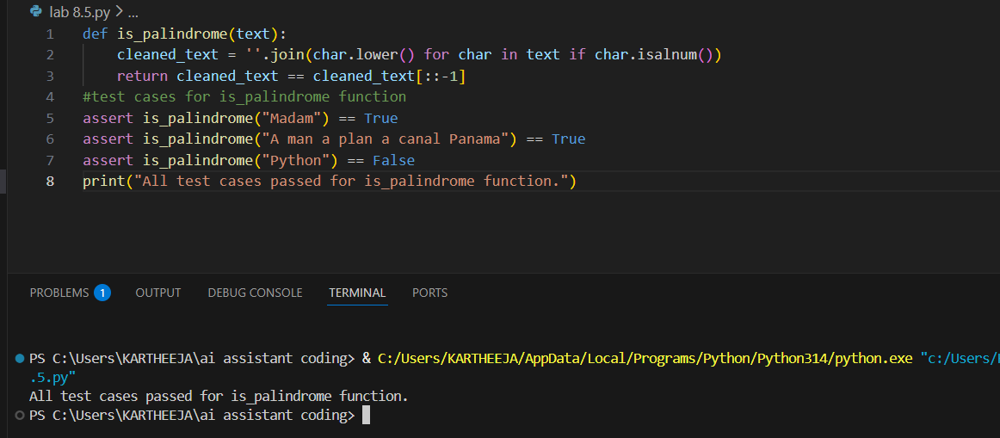 lab 8.5.py > ...
1 def is_palindrome(text):
2     cleaned_text = ''.join(char.lower() for char in text if char.isalnum())
3     return cleaned_text == cleaned_text[::-1]
4 #test cases for is_palindrome function
5 assert is_palindrome("Madam") == True
6 assert is_palindrome("A man a plan a canal Panama") == True
7 assert is_palindrome("Python") == False
8 print("All test cases passed for is_palindrome function.")
PROBLEMS 1 OUTPUT DEBUG CONSOLE TERMINAL PORTS
PS C:\Users\KARTHEEJA\ai assistant coding> & C:/Users/KARTHEEJA/AppData/Local/Programs/Python/Python314/python.exe "c:/Users/
.5.py"
All test cases passed for is_palindrome function.
PS C:\Users\KARTHEEJA\ai assistant coding>